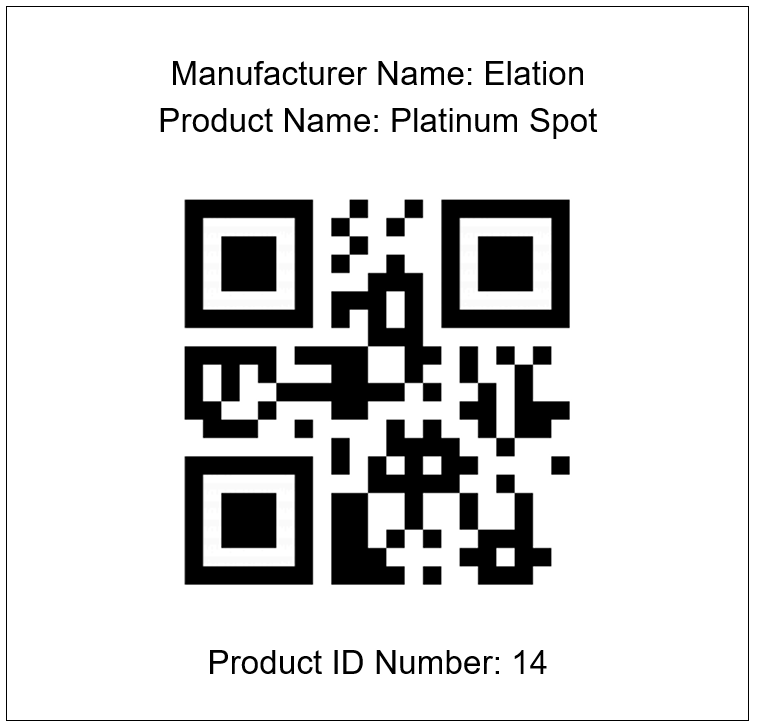 Manufacturer Name: Elation
Product Name: Platinum Spot
Product ID Number: 14